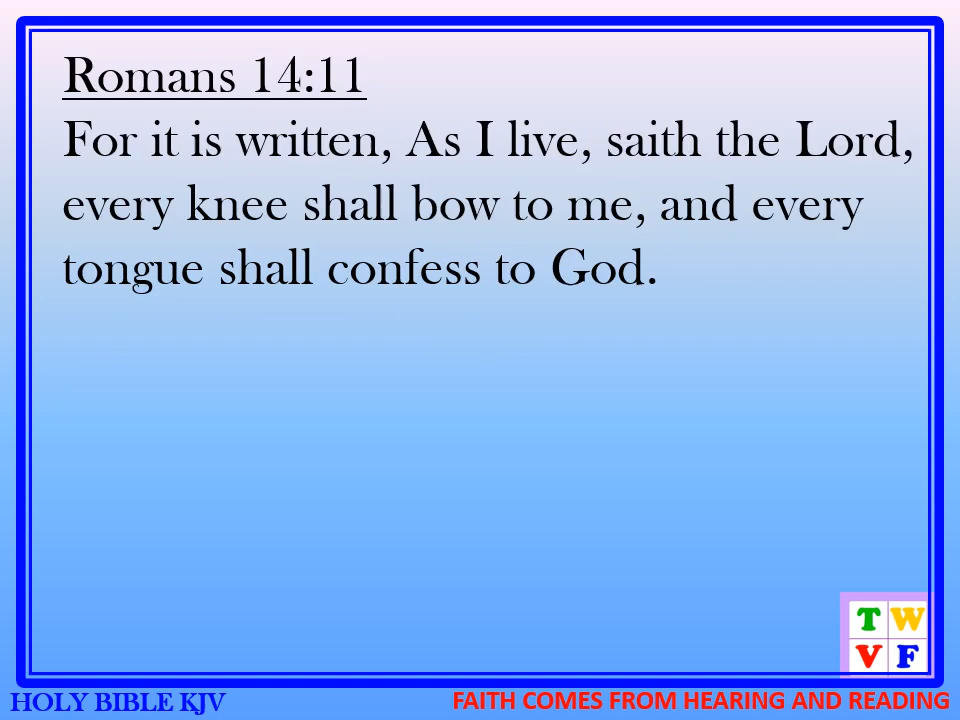 Romans 14:11
For it is written, As I live, saith the Lord,
every knee shall bow to me, and every
tongue shall confess to God.
T W
V F
HOLY BIBLE KJV
FAITH COMES FROM HEARING AND READING